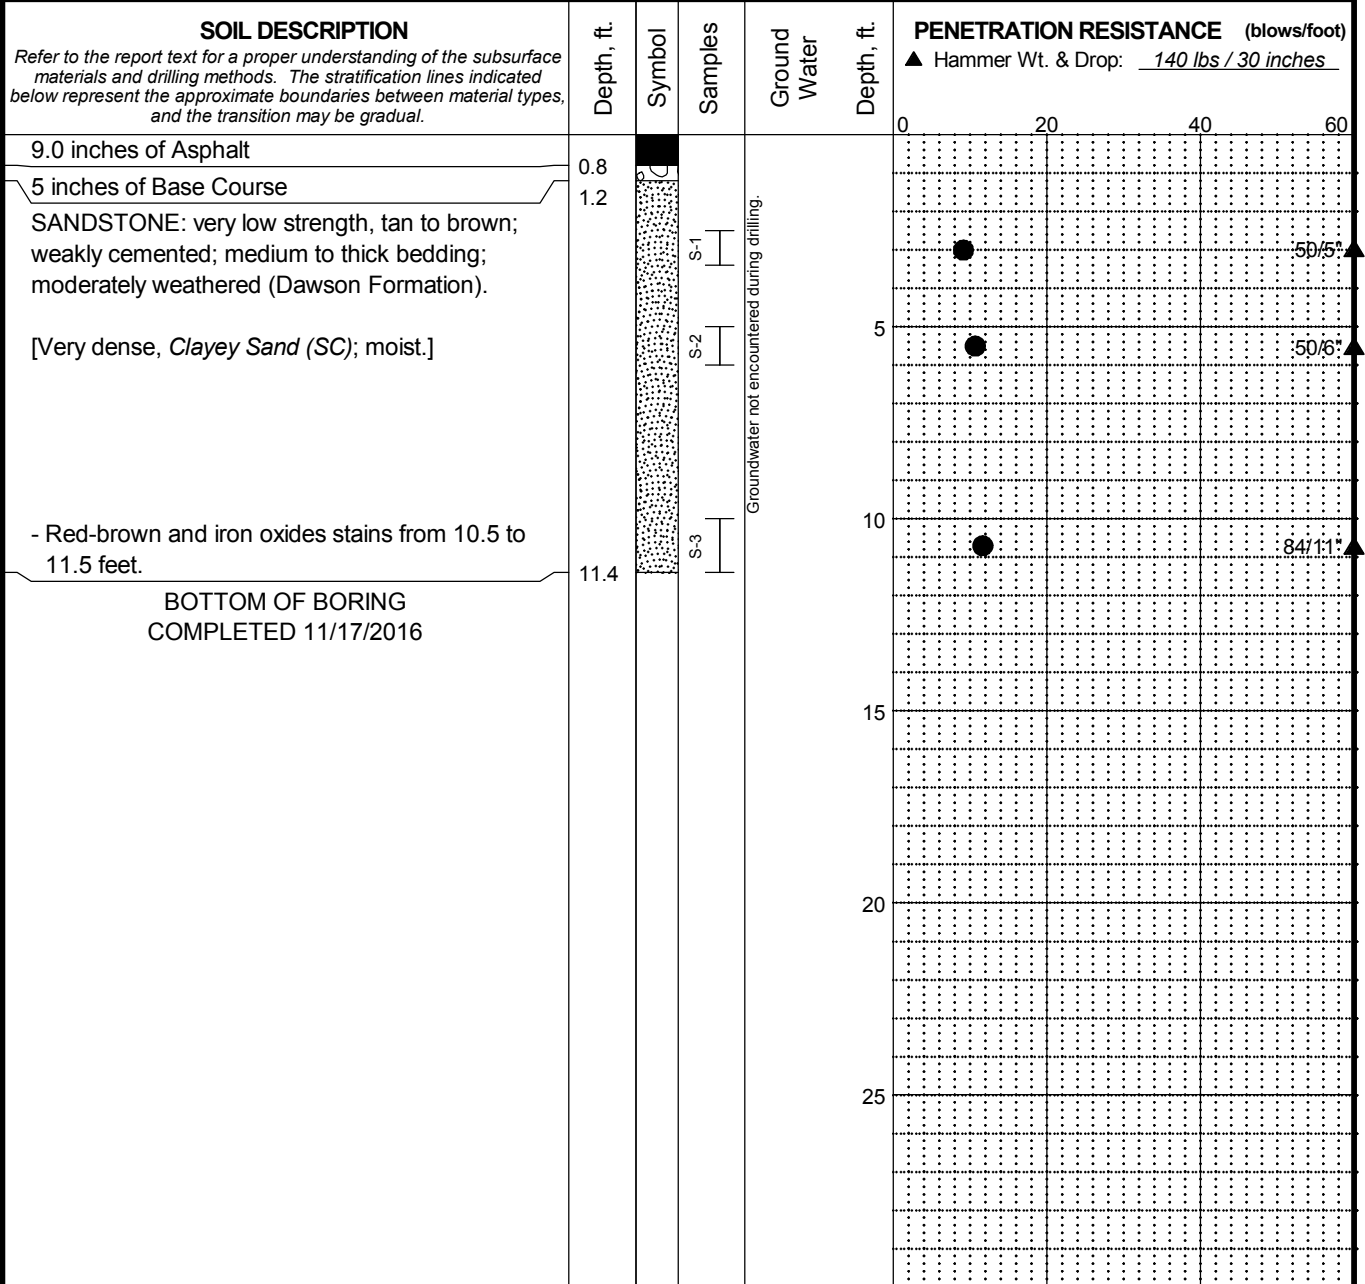 SOIL DESCRIPTION
Refer to the report text for a proper understanding of the subsurface
materials and drilling methods. The stratification lines indicated
below represent the approximate boundaries between material types,
and the transition may be gradual.
Depth, ft.
Symbol
Samples
Ground
Water
Depth, ft.
PENETRATION RESISTANCE (blows/foot)
▲ Hammer Wt. & Drop: 140 lbs / 30 inches
0 20 40 60
9.0 inches of Asphalt
0.8
5 inches of Base Course
1.2
SANDSTONE: very low strength, tan to brown;
weakly cemented; medium to thick bedding;
moderately weathered (Dawson Formation).
[Very dense, Clayey Sand (SC); moist.]
- Red-brown and iron oxides stains from 10.5 to
11.5 feet.
11.4
BOTTOM OF BORING
COMPLETED 11/17/2016
S-1
S-2
S-3
Groundwater not encountered during drilling.
5
10
15
20
25
50/5"
50/6"
84/11"